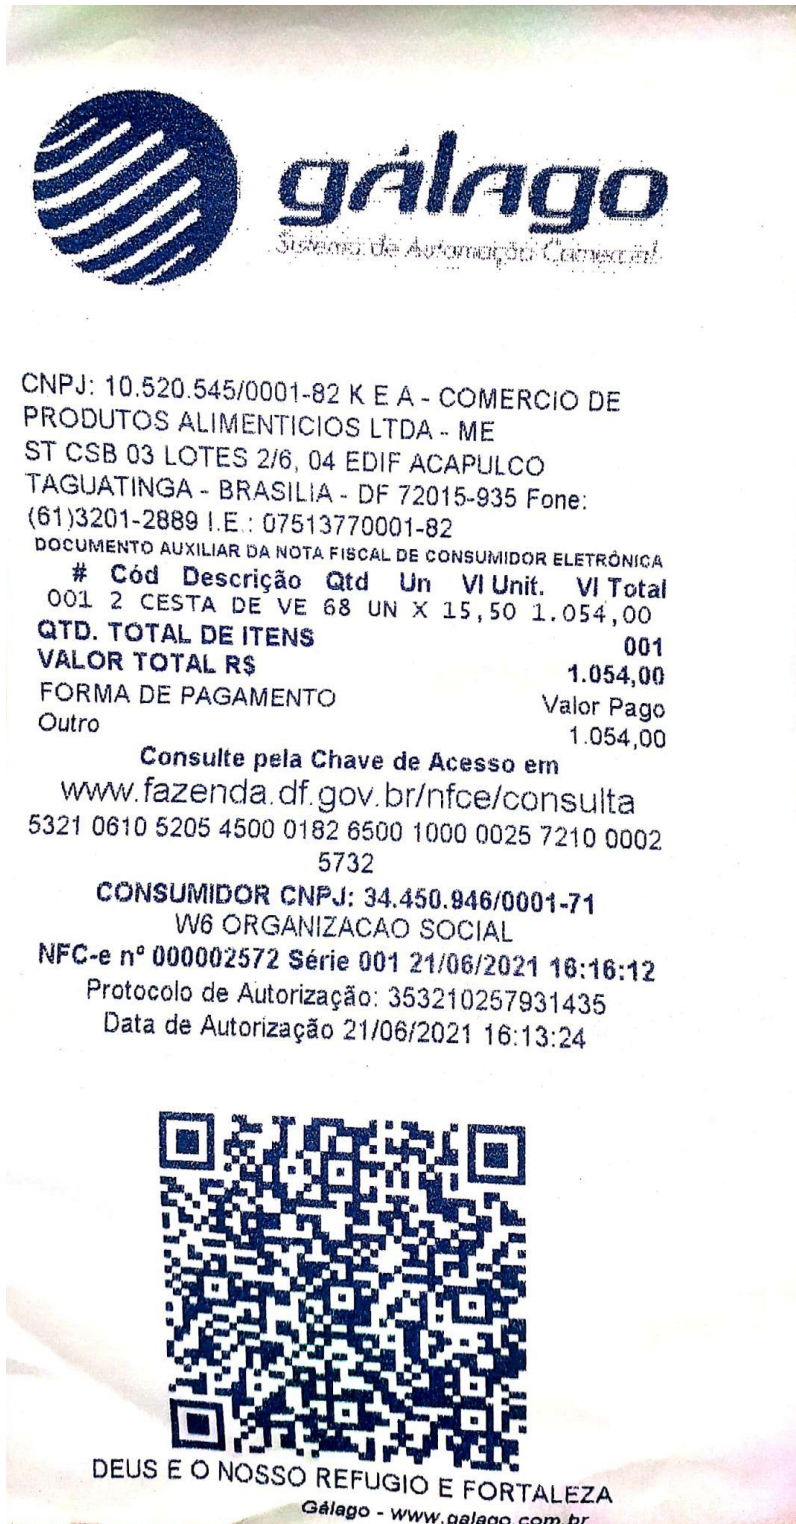 gálago
Sistema de Automação Comercial
CNPJ: 10.520.545/0001-82 K E A - COMERCIO DE
PRODUTOS ALIMENTICIOS LTDA - ME
ST CSB 03 LOTES 2/6, 04 EDIF ACAPULCO
TAGUATINGA - BRASILIA - DF 72015-935 Fone:
(61)3201-2889 I.E.: 07513770001-82
DOCUMENTO AUXILIAR DA NOTA FISCAL DE CONSUMIDOR ELETRÔNICA
# Cód Descrição Qtd Un Vl Unit. Vl Total
001 2 CESTA DE VE 68 UN X 15,50 1.054,00
QTD. TOTAL DE ITENS 001
VALOR TOTAL R$ 1.054,00
FORMA DE PAGAMENTO Valor Pago
Outro 1.054,00
Consulte pela Chave de Acesso em
www.fazenda.df.gov.br/nfce/consulta
5321 0610 5205 4500 0182 6500 1000 0025 7210 0002
5732
CONSUMIDOR CNPJ: 34.450.946/0001-71
W6 ORGANIZACAO SOCIAL
NFC-e nº 000002572 Série 001 21/06/2021 16:16:12
Protocolo de Autorização: 353210257931435
Data de Autorização 21/06/2021 16:13:24
DEUS E O NOSSO REFUGIO E FORTALEZA
Gálago - www.galago.com.br